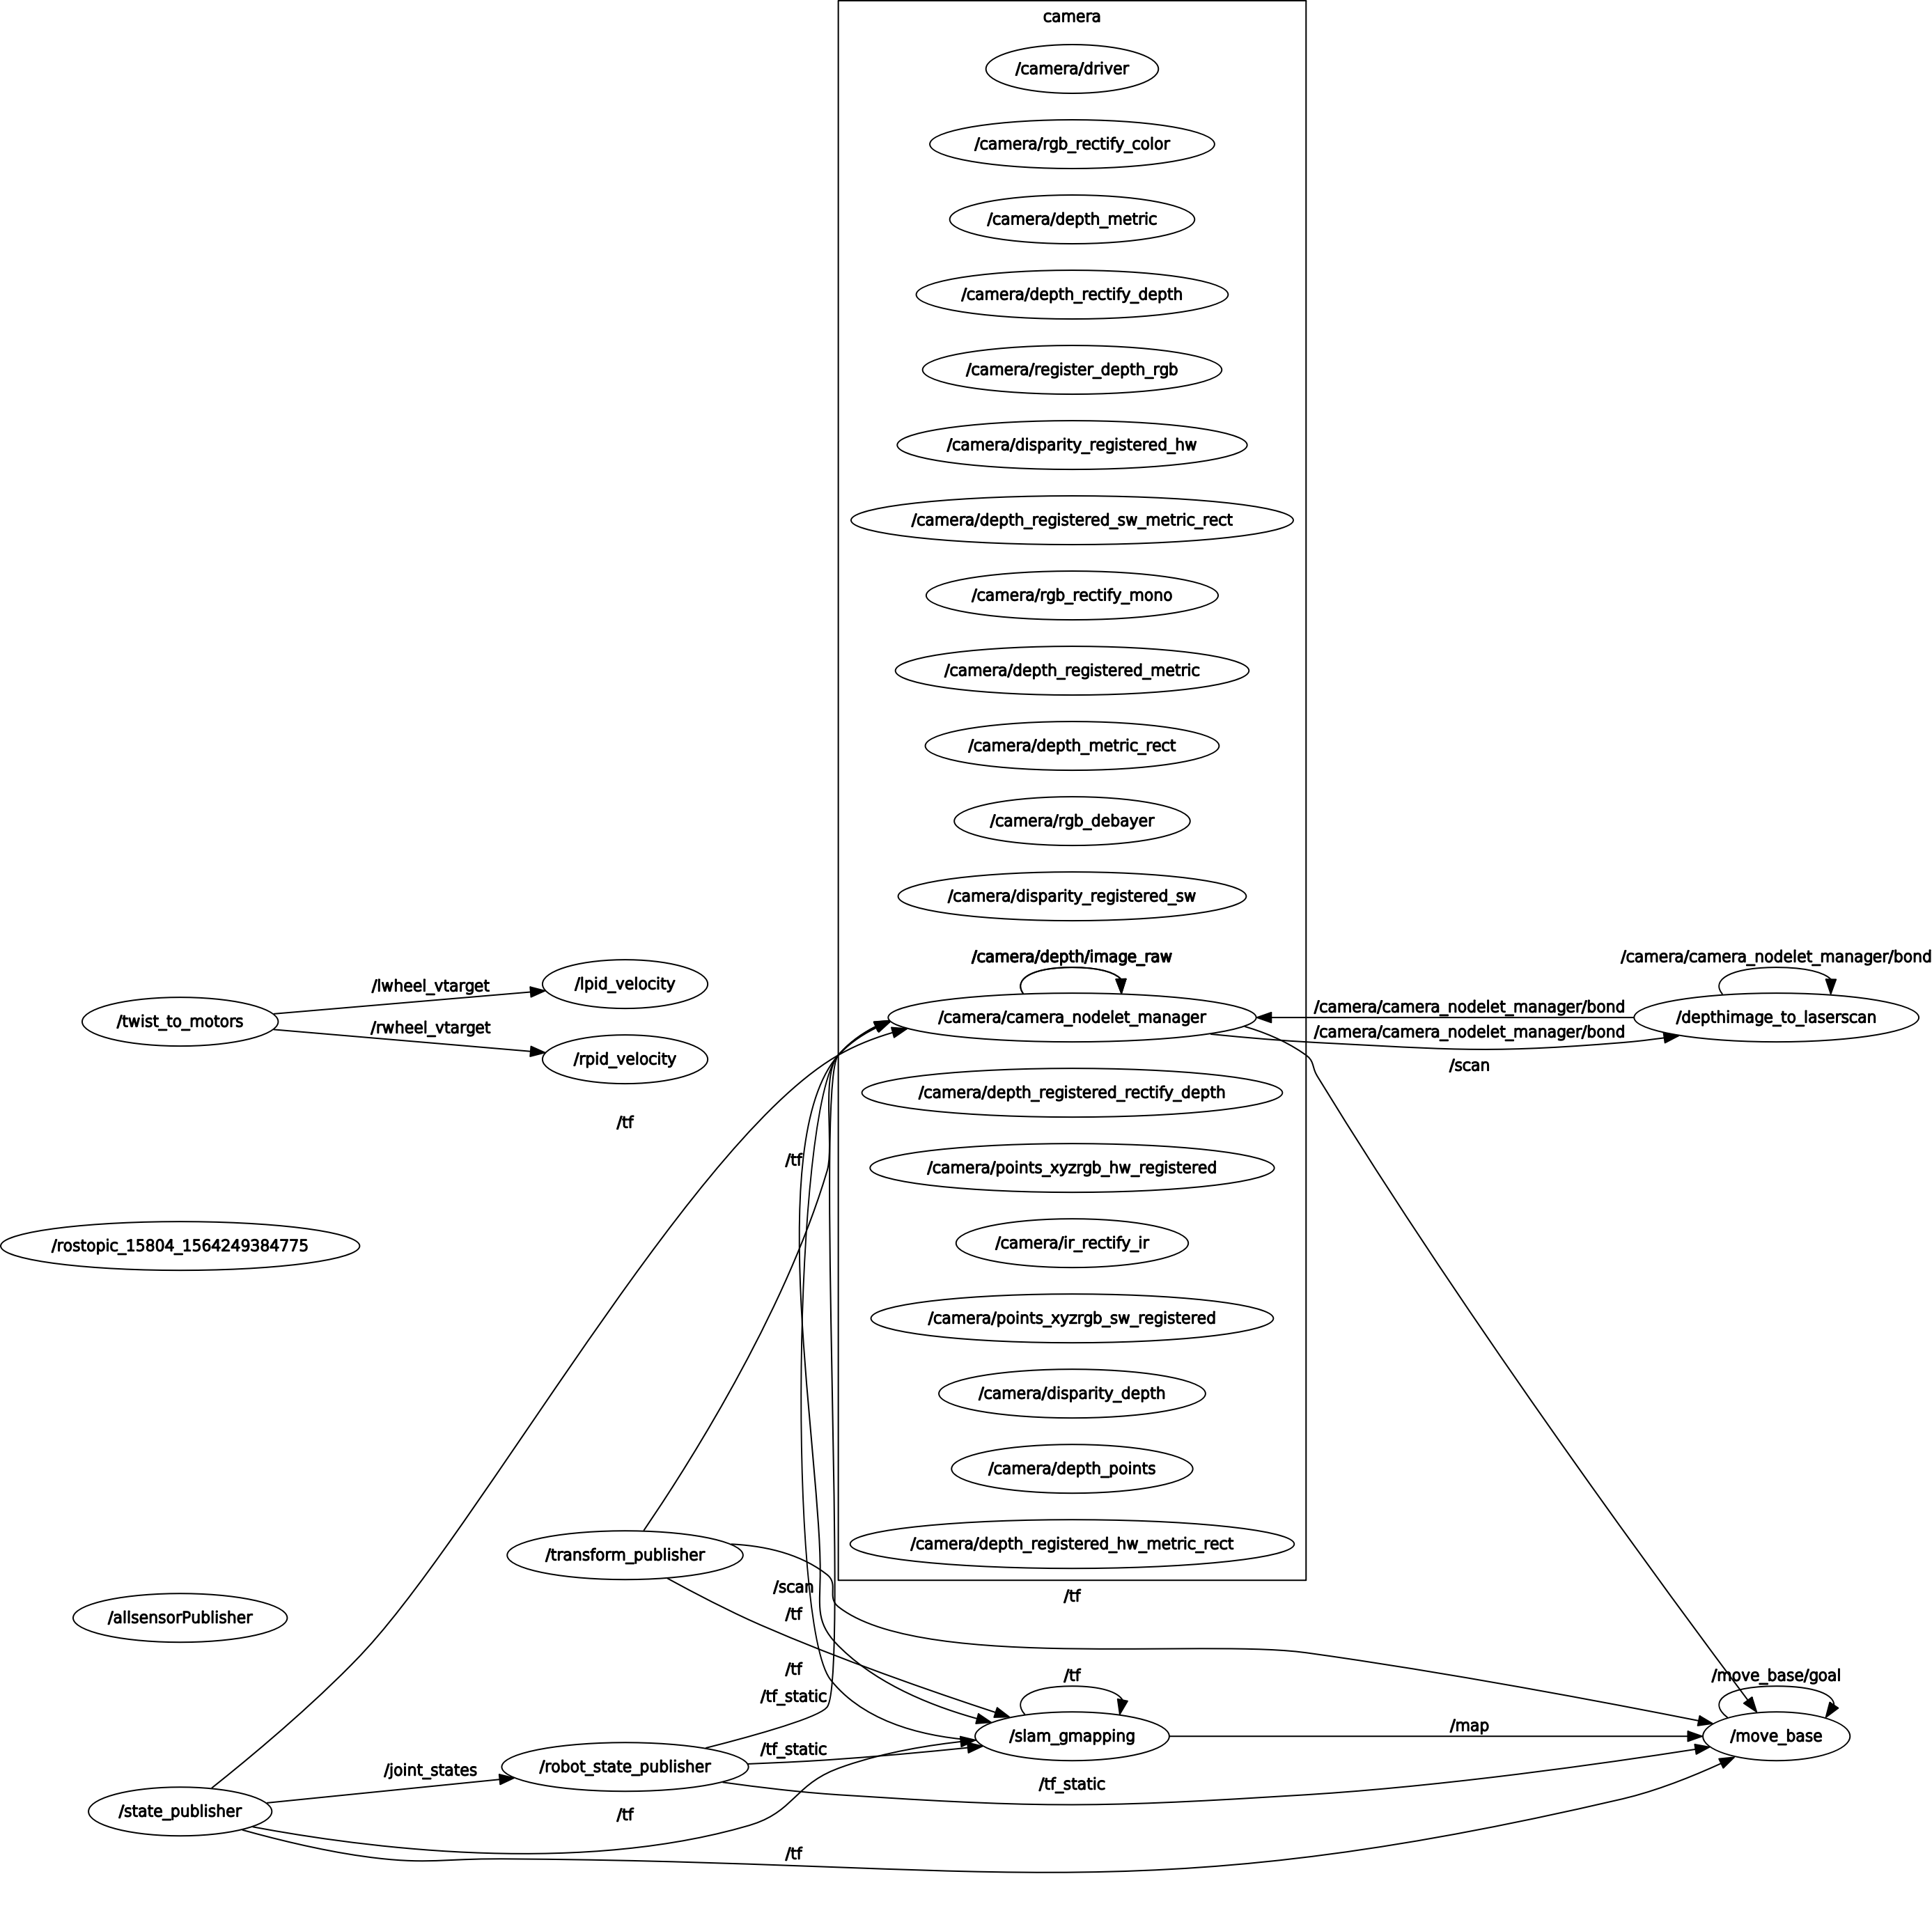 camera
/camera/driver
/camera/rgb_rectify_color
/camera/depth_metric
/camera/depth_rectify_depth
/camera/register_depth_rgb
/camera/disparity_registered_hw
/camera/depth_registered_sw_metric_rect
/camera/rgb_rectify_mono
/camera/depth_registered_metric
/camera/depth_metric_rect
/camera/rgb_debayer
/camera/disparity_registered_sw
/camera/depth/image_raw
/camera/camera_nodelet_manager/bond
/lwheel_vtarget
/lpid_velocity
/twist_to_motors
/camera/camera_nodelet_manager
/camera/camera_nodelet_manager/bond
/depthimage_to_laserscan
/rwheel_vtarget
/camera/camera_nodelet_manager/bond
/rpid_velocity
/scan
/camera/depth_registered_rectify_depth
/tf
/tf
/camera/points_xyzrgb_hw_registered
/rostopic_15804_1564249384775
/camera/ir_rectify_ir
/camera/points_xyzrgb_sw_registered
/camera/disparity_depth
/camera/depth_points
/camera/depth_registered_hw_metric_rect
/transform_publisher
/scan
/tf
/tf
/allsensorPublisher
/tf
/tf
/move_base/goal
/tf_static
/map
/slam_gmapping
/move_base
/tf_static
/joint_states
/robot_state_publisher
/tf_static
/state_publisher
/tf
/tf